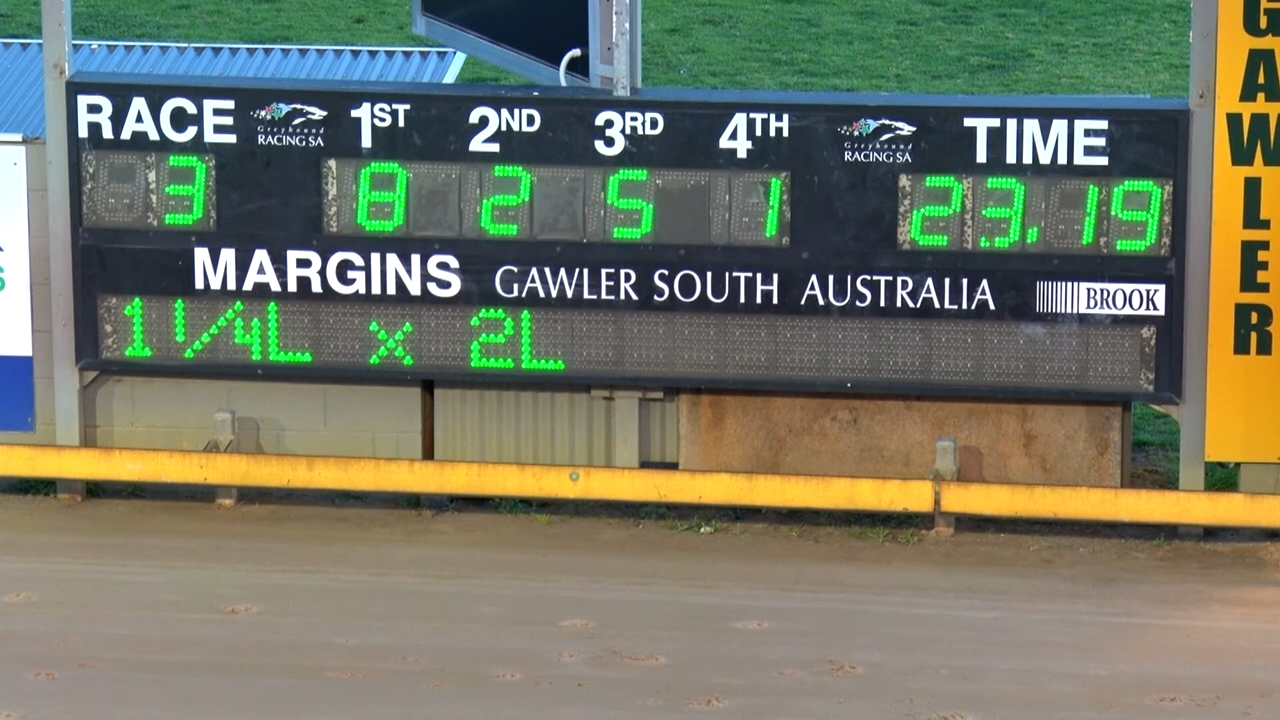 RACE Greyhound RACING SA 1ST 2ND 3RD 4TH Greyhound RACING SA TIME
3 8 2 5 1 23.19
MARGINS GAWLER SOUTH AUSTRALIA BROOK
1 1/4L x 2L
GAWLER